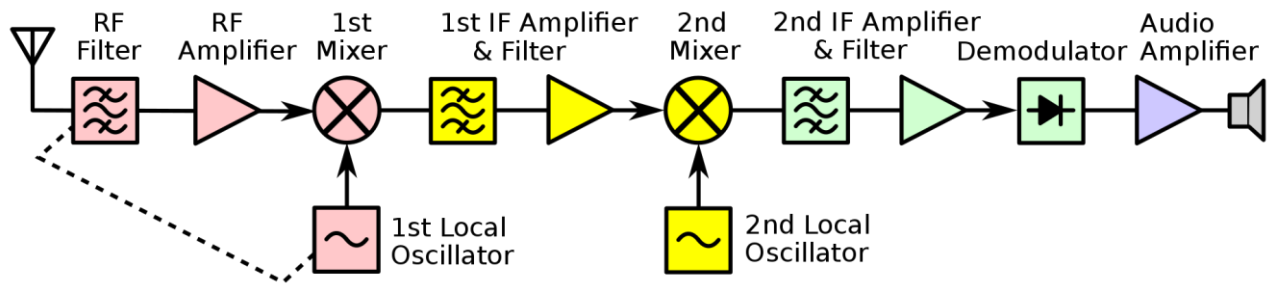 RF
Filter
RF
Amplifier
1st
Mixer
1st IF Amplifier
& Filter
2nd
Mixer
2nd IF Amplifier
& Filter
Demodulator
Audio
Amplifier
1st Local
Oscillator
2nd Local
Oscillator